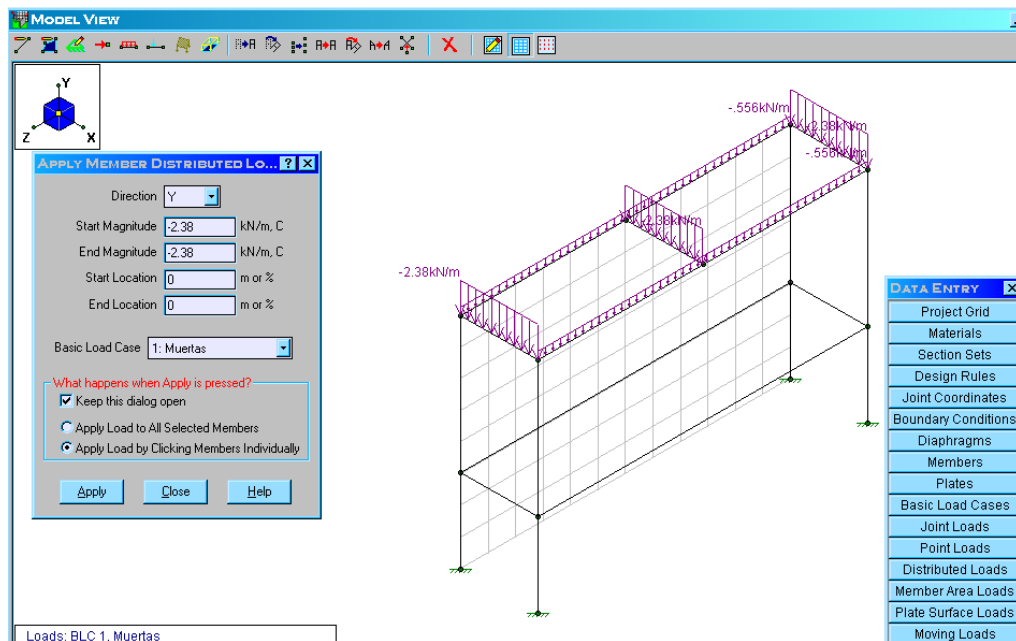 MODEL VIEW
Y
Z
X
APPLY MEMBER DISTRIBUTED LO...
Direction Y
Start Magnitude -2.38 kN/m, C
End Magnitude -2.38 kN/m, C
Start Location 0 m or %
End Location 0 m or %
Basic Load Case 1: Muertas
What happens when Apply is pressed?
Keep this dialog open
Apply Load to All Selected Members
Apply Load by Clicking Members Individually
Apply Close Help
-.556kN/m
-2.38kN/m
-.556kN/m
-2.38kN/m
-2.38kN/m
DATA ENTRY
Project Grid
Materials
Section Sets
Design Rules
Joint Coordinates
Boundary Conditions
Diaphragms
Members
Plates
Basic Load Cases
Joint Loads
Point Loads
Distributed Loads
Member Area Loads
Plate Surface Loads
Moving Loads
Loads: BLC 1, Muertas